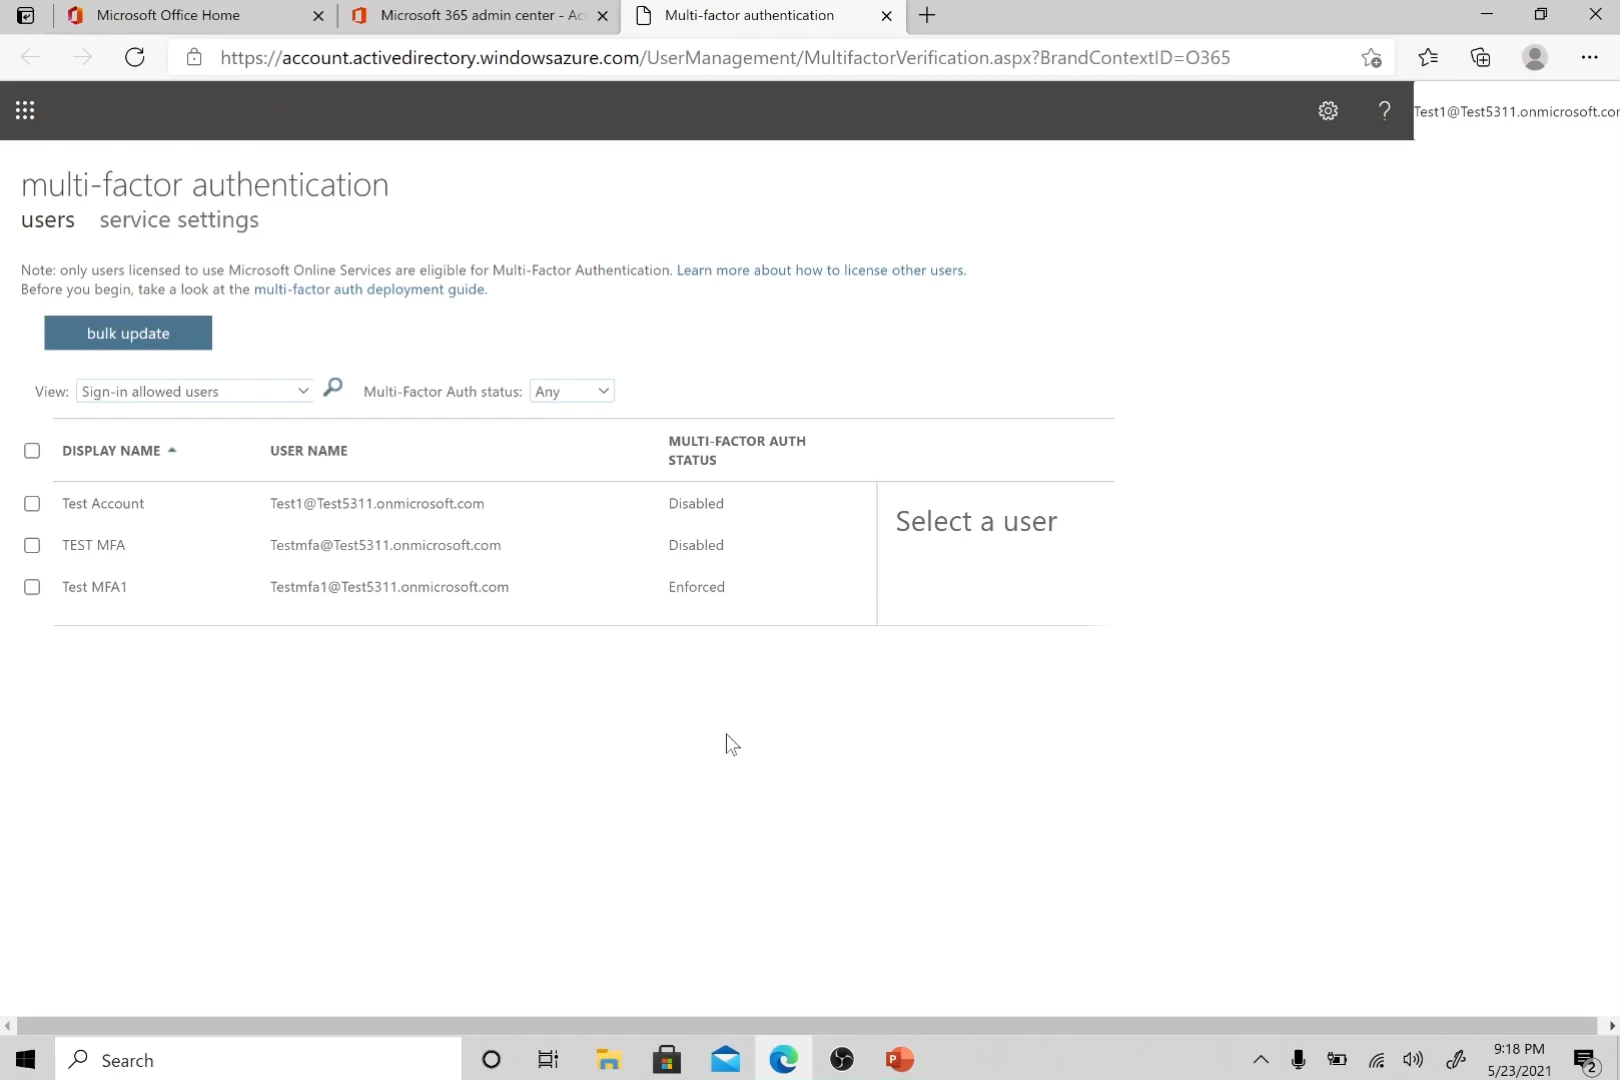 Microsoft Office Home
Microsoft 365 admin center - Ac
Multi-factor authentication
https://account.activedirectory.windowsazure.com/UserManagement/MultifactorVerification.aspx?BrandContextID=O365
Test1@Test5311.onmicrosoft.cor
multi-factor authentication
users service settings
Note: only users licensed to use Microsoft Online Services are eligible for Multi-Factor Authentication. Learn more about how to license other users.
Before you begin, take a look at the multi-factor auth deployment guide.
bulk update
View: Sign-in allowed users Multi-Factor Auth status: Any
DISPLAY NAME USER NAME MULTI-FACTOR AUTH
STATUS
Test Account Test1@Test5311.onmicrosoft.com Disabled
Select a user
TEST MFA Testmfa@Test5311.onmicrosoft.com Disabled
Test MFA1 Testmfa1@Test5311.onmicrosoft.com Enforced
Search
9:18 PM
5/23/2021
2